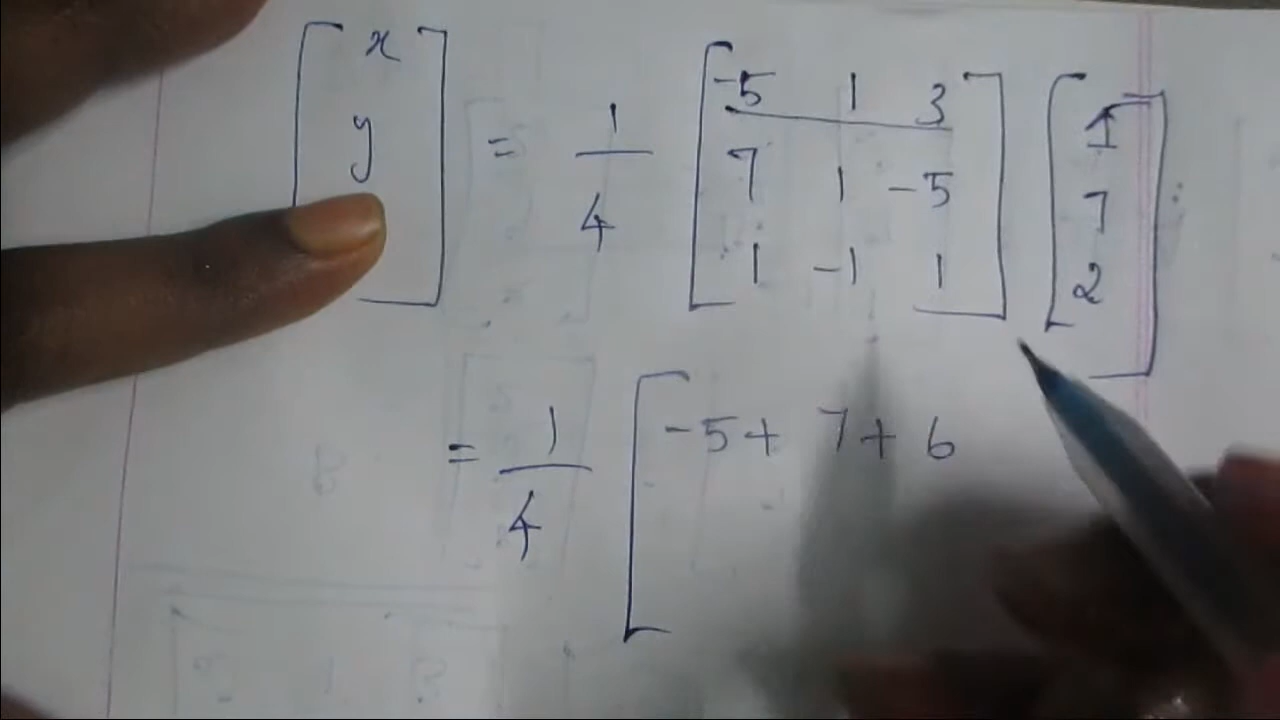 [x y] = 1/4 [-5 1 3
7 1 -5
1 -1 1] [1 7 2]
= 1/4 [-5 + 7 + 6